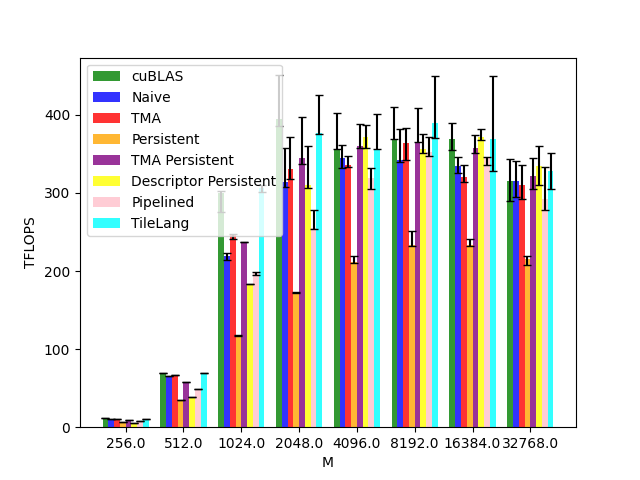 cuBLAS
Naive
TMA
Persistent
TMA Persistent
Descriptor Persistent
Pipelined
TileLang
TFLOPS
400
300
200
100
0
256.0 512.0 1024.0 2048.0 4096.0 8192.0 16384.0 32768.0
M